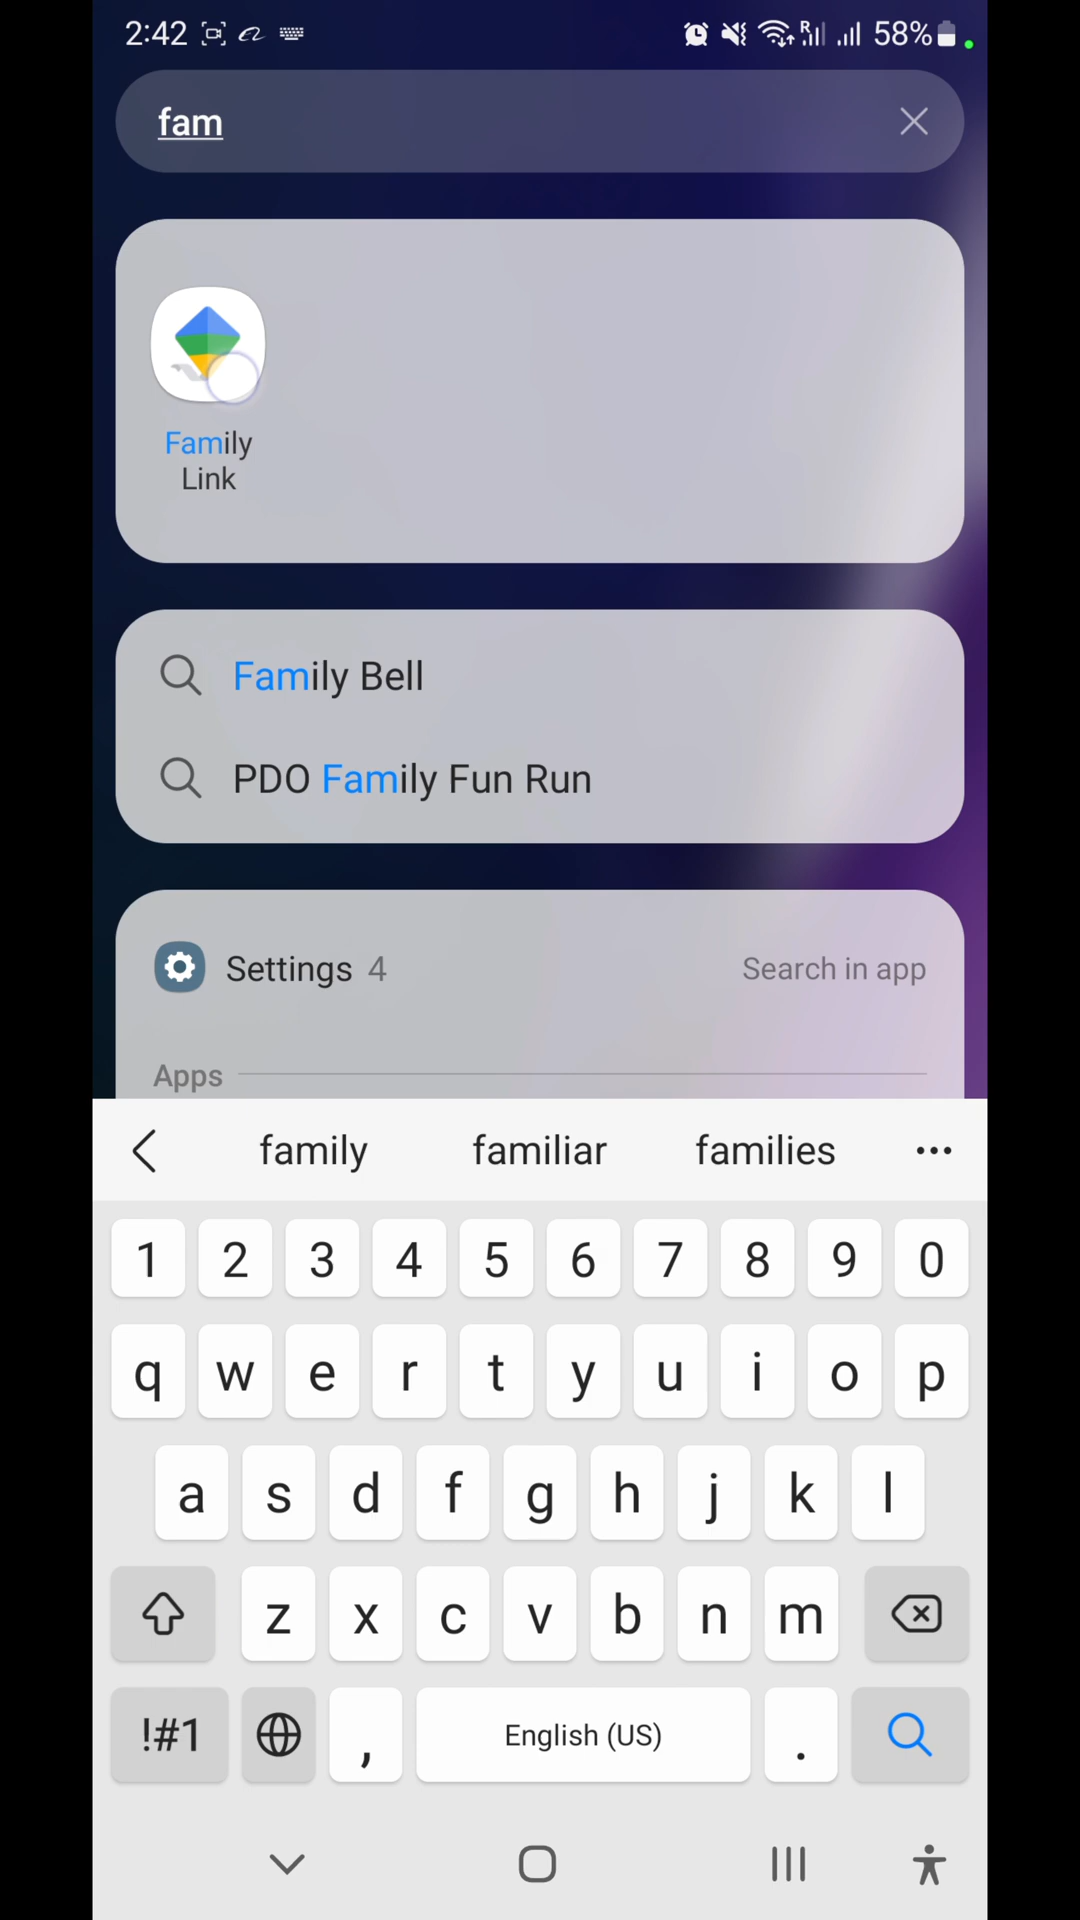 2:42 58%
fam
Family
Link
Family Bell
PDO Family Fun Run
Settings 4 Search in app
Apps
family familiar families
1 2 3 4 5 6 7 8 9 0
q w e r t y u i o p
a s d f g h j k l
z x c v b n m
!#1 , English (US) .